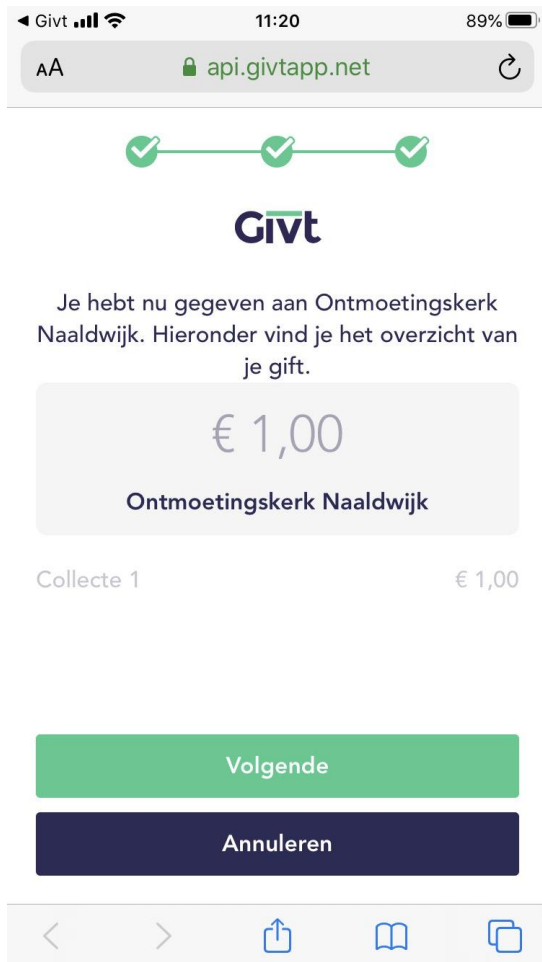 Givt 11:20 89%
AA api.givtapp.net
Givt
Je hebt nu gegeven aan Ontmoetingskerk
Naaldwijk. Hieronder vind je het overzicht van
je gift.
€ 1,00
Ontmoetingskerk Naaldwijk
Collecte 1 € 1,00
Volgende
Annuleren